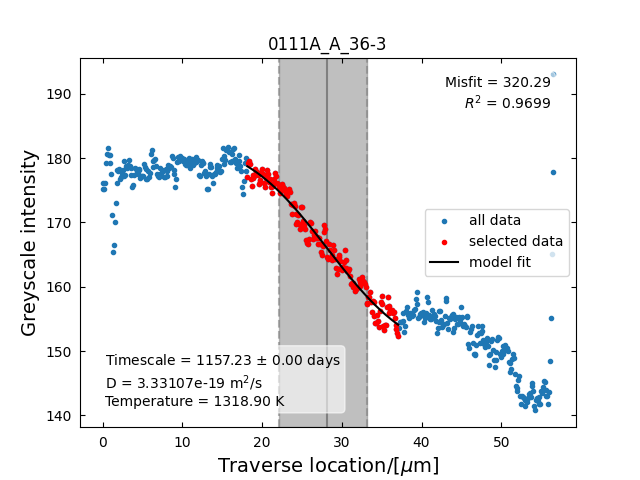 0111A_A_36-3
Misfit = 320.29
R² = 0.9699
Greyscale intensity
190
180
170
160
150
140
all data
selected data
model fit
Timescale = 1157.23 ± 0.00 days
D = 3.33107e-19 m²/s
Temperature = 1318.90 K
0 10 20 30 40 50
Traverse location/[μm]